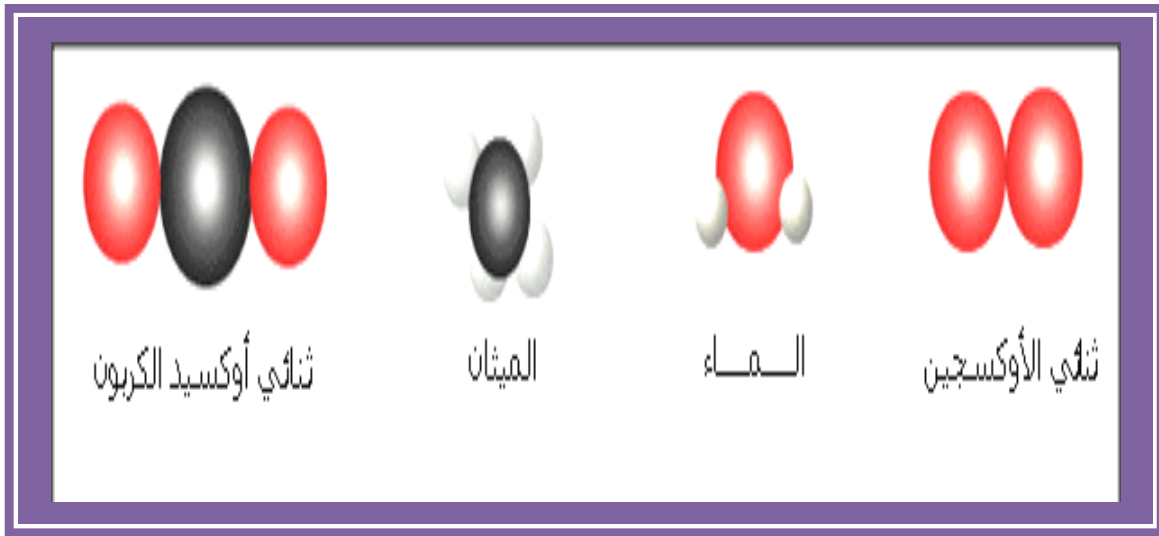 ثنائي الأوكسجين
الـــمـــاء
الميثان
ثنائي أوكسيد الكربون